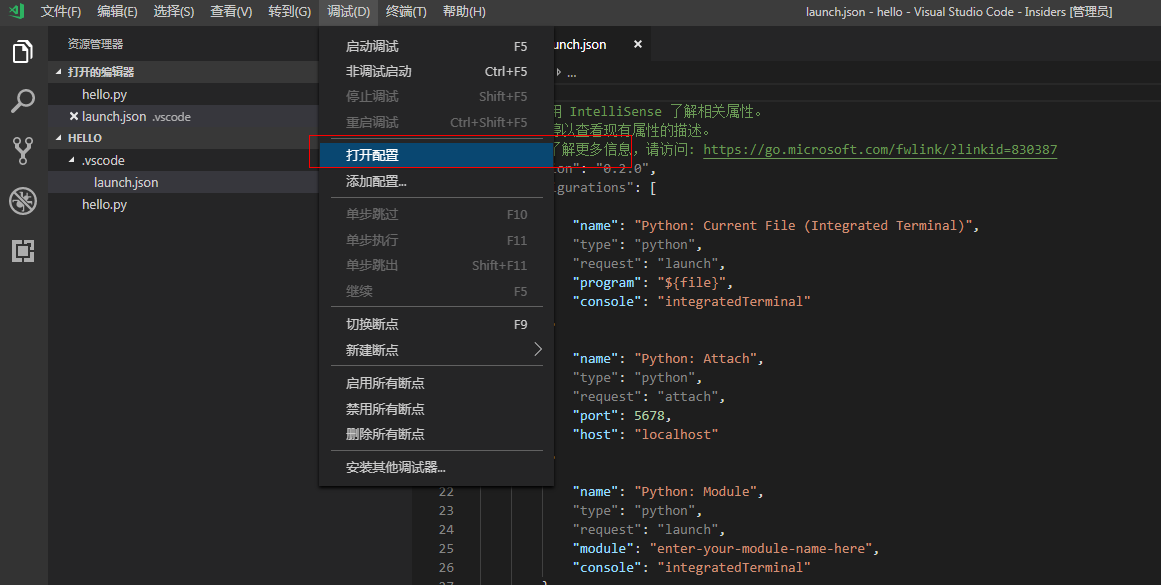 文件(F) 编辑(E) 选择(S) 查看(V) 转到(G) 调试(D) 终端(T) 帮助(H) launch.json - hello - Visual Studio Code - Insiders [管理员]
资源管理器
打开的编辑器
hello.py
launch.json .vscode
HELLO
.vscode
launch.json
hello.py
启动调试 F5
非调试启动 Ctrl+F5
停止调试 Shift+F5
重启调试 Ctrl+Shift+F5
打开配置
添加配置...
单步跳过 F10
单步执行 F11
单步跳出 Shift+F11
继续 F5
切换断点 F9
新建断点
启用所有断点
禁用所有断点
删除所有断点
安装其他调试器...
unch.json ×
...
用 IntelliSense 了解相关属性。
以查看现有属性的描述。
了解更多信息，请访问: https://go.microsoft.com/fwlink/?linkid=830387
on": "0.2.0",
gurations": [
"name": "Python: Current File (Integrated Terminal)",
"type": "python",
"request": "launch",
"program": "${file}",
"console": "integratedTerminal"
"name": "Python: Attach",
"type": "python",
"request": "attach",
"port": 5678,
"host": "localhost"
22 "name": "Python: Module",
23 "type": "python",
24 "request": "launch",
25 "module": "enter-your-module-name-here",
26 "console": "integratedTerminal"
27 }